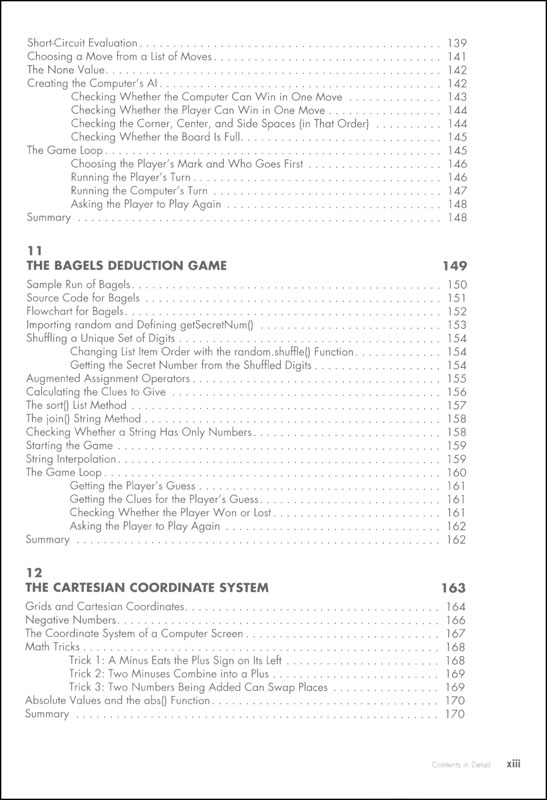 Short-Circuit Evaluation . . . . . . . . . . . . . . . . . . . . . . . . . . . . . . 139
Choosing a Move from a List of Moves . . . . . . . . . . . . . . . . . . . . . . . . 141
The None Value. . . . . . . . . . . . . . . . . . . . . . . . . . . . . . . . . . . 142
Creating the Computer's AI . . . . . . . . . . . . . . . . . . . . . . . . . . . . . 142
Checking Whether the Computer Can Win in One Move . . . . . . . . . . 143
Checking Whether the Player Can Win in One Move . . . . . . . . . . . . 144
Checking the Corner, Center, and Side Spaces (in That Order) . . . . . . . 144
Checking Whether the Board Is Full. . . . . . . . . . . . . . . . . . . . . 145
The Game Loop . . . . . . . . . . . . . . . . . . . . . . . . . . . . . . . . . . . 145
Choosing the Player's Mark and Who Goes First . . . . . . . . . . . . . . 146
Running the Player's Turn . . . . . . . . . . . . . . . . . . . . . . . . . . 146
Running the Computer's Turn . . . . . . . . . . . . . . . . . . . . . . . . 147
Asking the Player to Play Again . . . . . . . . . . . . . . . . . . . . . . . 148
Summary . . . . . . . . . . . . . . . . . . . . . . . . . . . . . . . . . . . . . . 148
11
THE BAGELS DEDUCTION GAME 149
Sample Run of Bagels. . . . . . . . . . . . . . . . . . . . . . . . . . . . . . . . 150
Source Code for Bagels . . . . . . . . . . . . . . . . . . . . . . . . . . . . . . . 151
Flowchart for Bagels. . . . . . . . . . . . . . . . . . . . . . . . . . . . . . . . . 152
Importing random and Defining getSecretNum() . . . . . . . . . . . . . . . . . . . 153
Shuffling a Unique Set of Digits . . . . . . . . . . . . . . . . . . . . . . . . . . . 154
Changing List Item Order with the random.shuffle() Function. . . . . . . . . 154
Getting the Secret Number from the Shuffled Digits . . . . . . . . . . . . . 154
Augmented Assignment Operators . . . . . . . . . . . . . . . . . . . . . . . . . . 155
Calculating the Clues to Give . . . . . . . . . . . . . . . . . . . . . . . . . . . . 156
The sort() List Method . . . . . . . . . . . . . . . . . . . . . . . . . . . . . . . . 157
The join() String Method . . . . . . . . . . . . . . . . . . . . . . . . . . . . . . . 158
Checking Whether a String Has Only Numbers. . . . . . . . . . . . . . . . . . . . 158
Starting the Game . . . . . . . . . . . . . . . . . . . . . . . . . . . . . . . . . . 159
String Interpolation. . . . . . . . . . . . . . . . . . . . . . . . . . . . . . . . . . 159
The Game Loop . . . . . . . . . . . . . . . . . . . . . . . . . . . . . . . . . . . . 160
Getting the Player's Guess . . . . . . . . . . . . . . . . . . . . . . . . . . 161
Getting the Clues for the Player's Guess. . . . . . . . . . . . . . . . . . . 161
Checking Whether the Player Won or Lost. . . . . . . . . . . . . . . . . . 161
Asking the Player to Play Again . . . . . . . . . . . . . . . . . . . . . . . 162
Summary . . . . . . . . . . . . . . . . . . . . . . . . . . . . . . . . . . . . . . 162
12
THE CARTESIAN COORDINATE SYSTEM 163
Grids and Cartesian Coordinates. . . . . . . . . . . . . . . . . . . . . . . . . . . 164
Negative Numbers. . . . . . . . . . . . . . . . . . . . . . . . . . . . . . . . . . 166
The Coordinate System of a Computer Screen . . . . . . . . . . . . . . . . . . . . 167
Math Tricks . . . . . . . . . . . . . . . . . . . . . . . . . . . . . . . . . . . . . 168
Trick 1: A Minus Eats the Plus Sign on Its Left . . . . . . . . . . . . . . . . 168
Trick 2: Two Minuses Combine into a Plus . . . . . . . . . . . . . . . . . . 169
Trick 3: Two Numbers Being Added Can Swap Places . . . . . . . . . . . 169
Absolute Values and the abs() Function. . . . . . . . . . . . . . . . . . . . . . . . 170
Summary . . . . . . . . . . . . . . . . . . . . . . . . . . . . . . . . . . . . . . 170
Contents in Detail xiii